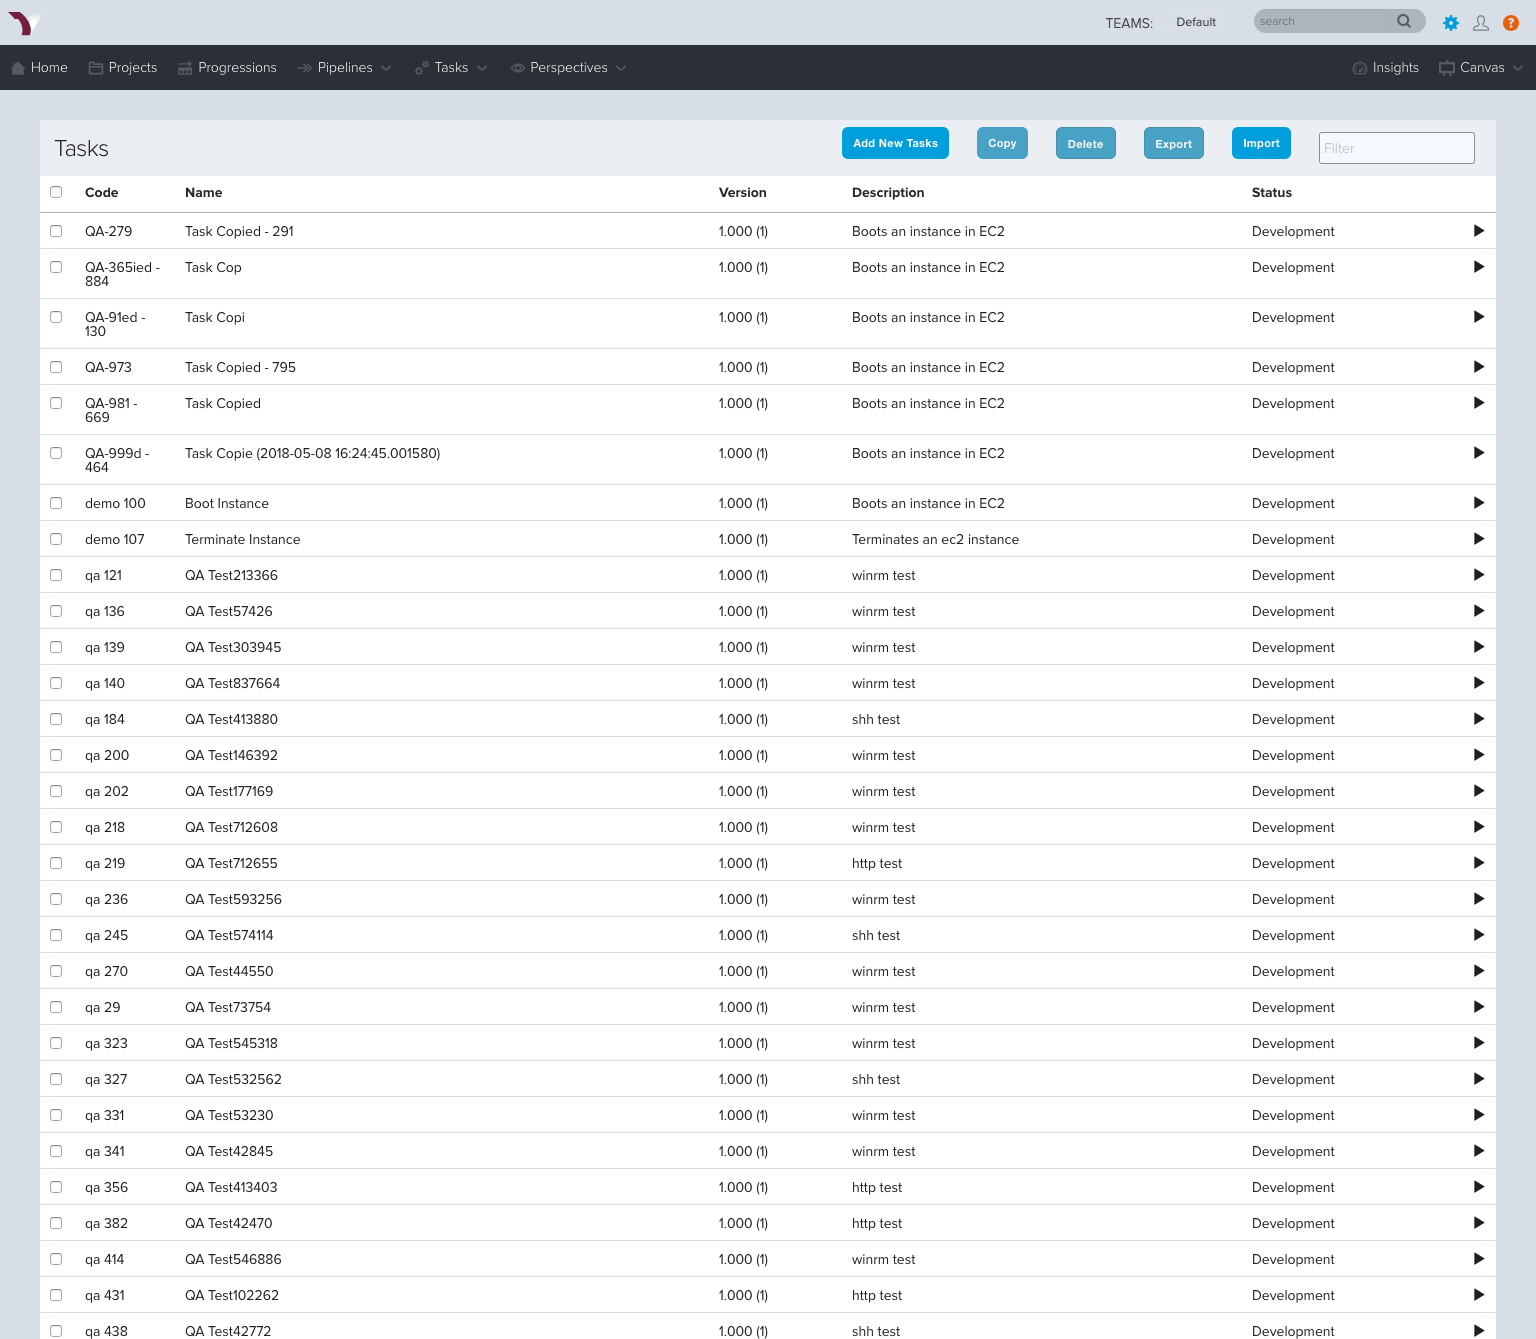 TEAMS: Default search ?
Home Projects Progressions Pipelines Tasks Perspectives Insights Canvas
Tasks Add New Tasks Copy Delete Export Import Filter
Code Name Version Description Status
QA-279 Task Copied - 291 1.000 (1) Boots an instance in EC2 Development
QA-365ied - Task Cop 1.000 (1) Boots an instance in EC2 Development
884
QA-91ed - Task Copi 1.000 (1) Boots an instance in EC2 Development
130
QA-973 Task Copied - 795 1.000 (1) Boots an instance in EC2 Development
QA-981 - Task Copied 1.000 (1) Boots an instance in EC2 Development
669
QA-999d - Task Copie (2018-05-08 16:24:45.001580) 1.000 (1) Boots an instance in EC2 Development
464
demo 100 Boot Instance 1.000 (1) Boots an instance in EC2 Development
demo 107 Terminate Instance 1.000 (1) Terminates an ec2 instance Development
qa 121 QA Test213366 1.000 (1) winrm test Development
qa 136 QA Test57426 1.000 (1) winrm test Development
qa 139 QA Test303945 1.000 (1) winrm test Development
qa 140 QA Test837664 1.000 (1) winrm test Development
qa 184 QA Test413880 1.000 (1) shh test Development
qa 200 QA Test146392 1.000 (1) winrm test Development
qa 202 QA Test177169 1.000 (1) winrm test Development
qa 218 QA Test712608 1.000 (1) winrm test Development
qa 219 QA Test712655 1.000 (1) http test Development
qa 236 QA Test593256 1.000 (1) winrm test Development
qa 245 QA Test574114 1.000 (1) shh test Development
qa 270 QA Test44550 1.000 (1) winrm test Development
qa 29 QA Test73754 1.000 (1) winrm test Development
qa 323 QA Test545318 1.000 (1) winrm test Development
qa 327 QA Test532562 1.000 (1) shh test Development
qa 331 QA Test53230 1.000 (1) winrm test Development
qa 341 QA Test42845 1.000 (1) winrm test Development
qa 356 QA Test413403 1.000 (1) http test Development
qa 382 QA Test42470 1.000 (1) http test Development
qa 414 QA Test546886 1.000 (1) winrm test Development
qa 431 QA Test102262 1.000 (1) http test Development
qa 438 QA Test42772 1.000 (1) shh test Development